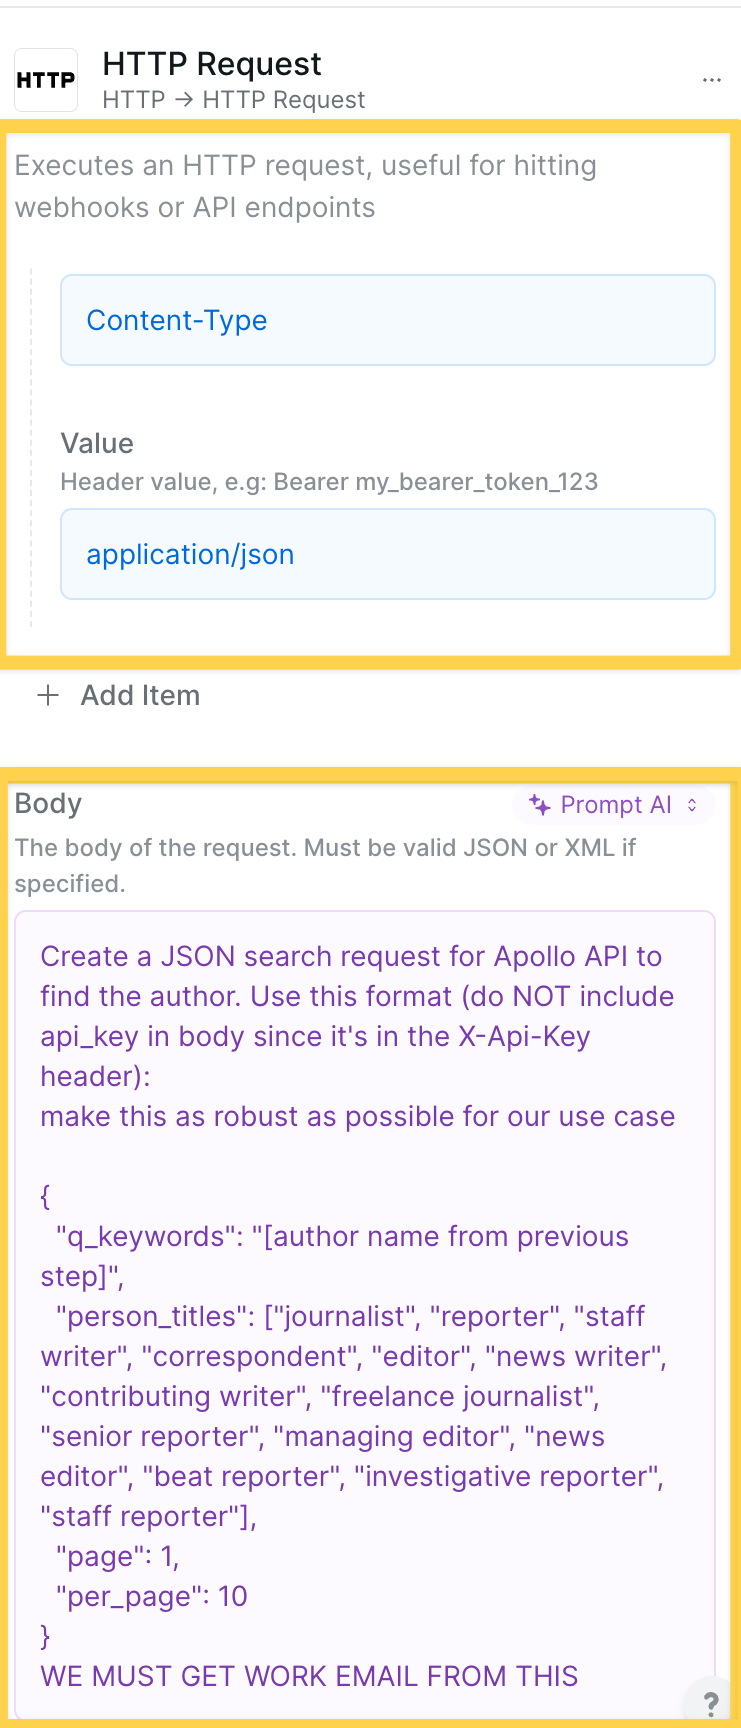 HTTP
HTTP Request
HTTP → HTTP Request
...
Executes an HTTP request, useful for hitting
webhooks or API endpoints
Content-Type
Value
Header value, e.g: Bearer my_bearer_token_123
application/json
+ Add Item
Body
Prompt AI
The body of the request. Must be valid JSON or XML if
specified.
Create a JSON search request for Apollo API to
find the author. Use this format (do NOT include
api_key in body since it's in the X-Api-Key
header):
make this as robust as possible for our use case
{
"q_keywords": "[author name from previous
step]",
"person_titles": ["journalist", "reporter", "staff
writer", "correspondent", "editor", "news writer",
"contributing writer", "freelance journalist",
"senior reporter", "managing editor", "news
editor", "beat reporter", "investigative reporter",
"staff reporter"],
"page": 1,
"per_page": 10
}
WE MUST GET WORK EMAIL FROM THIS
?